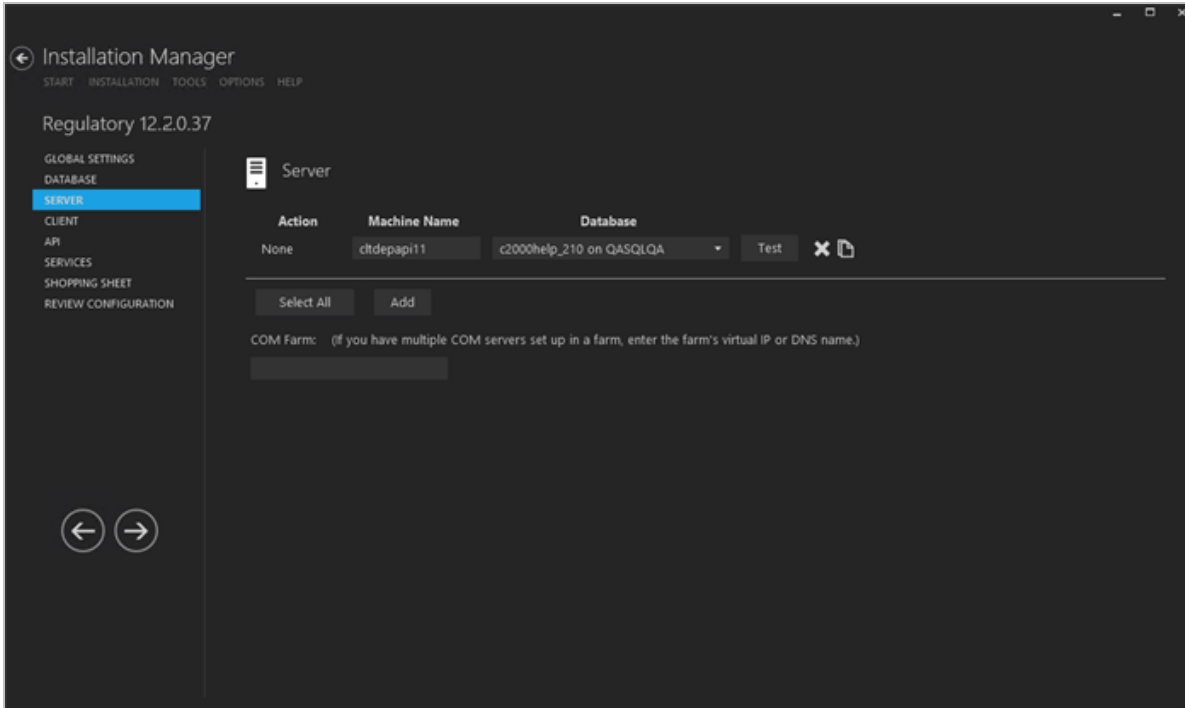 Installation Manager
START INSTALLATION TOOLS OPTIONS HELP
Regulatory 12.2.0.37
GLOBAL SETTINGS
DATABASE
SERVER
CLIENT
API
SERVICES
SHOPPING SHEET
REVIEW CONFIGURATION
Server
Action Machine Name Database
None cltdepapi11 c2000help_210 on QASQLQA Test
Select All Add
COM Farm: (If you have multiple COM servers set up in a farm, enter the farm's virtual IP or DNS name.)